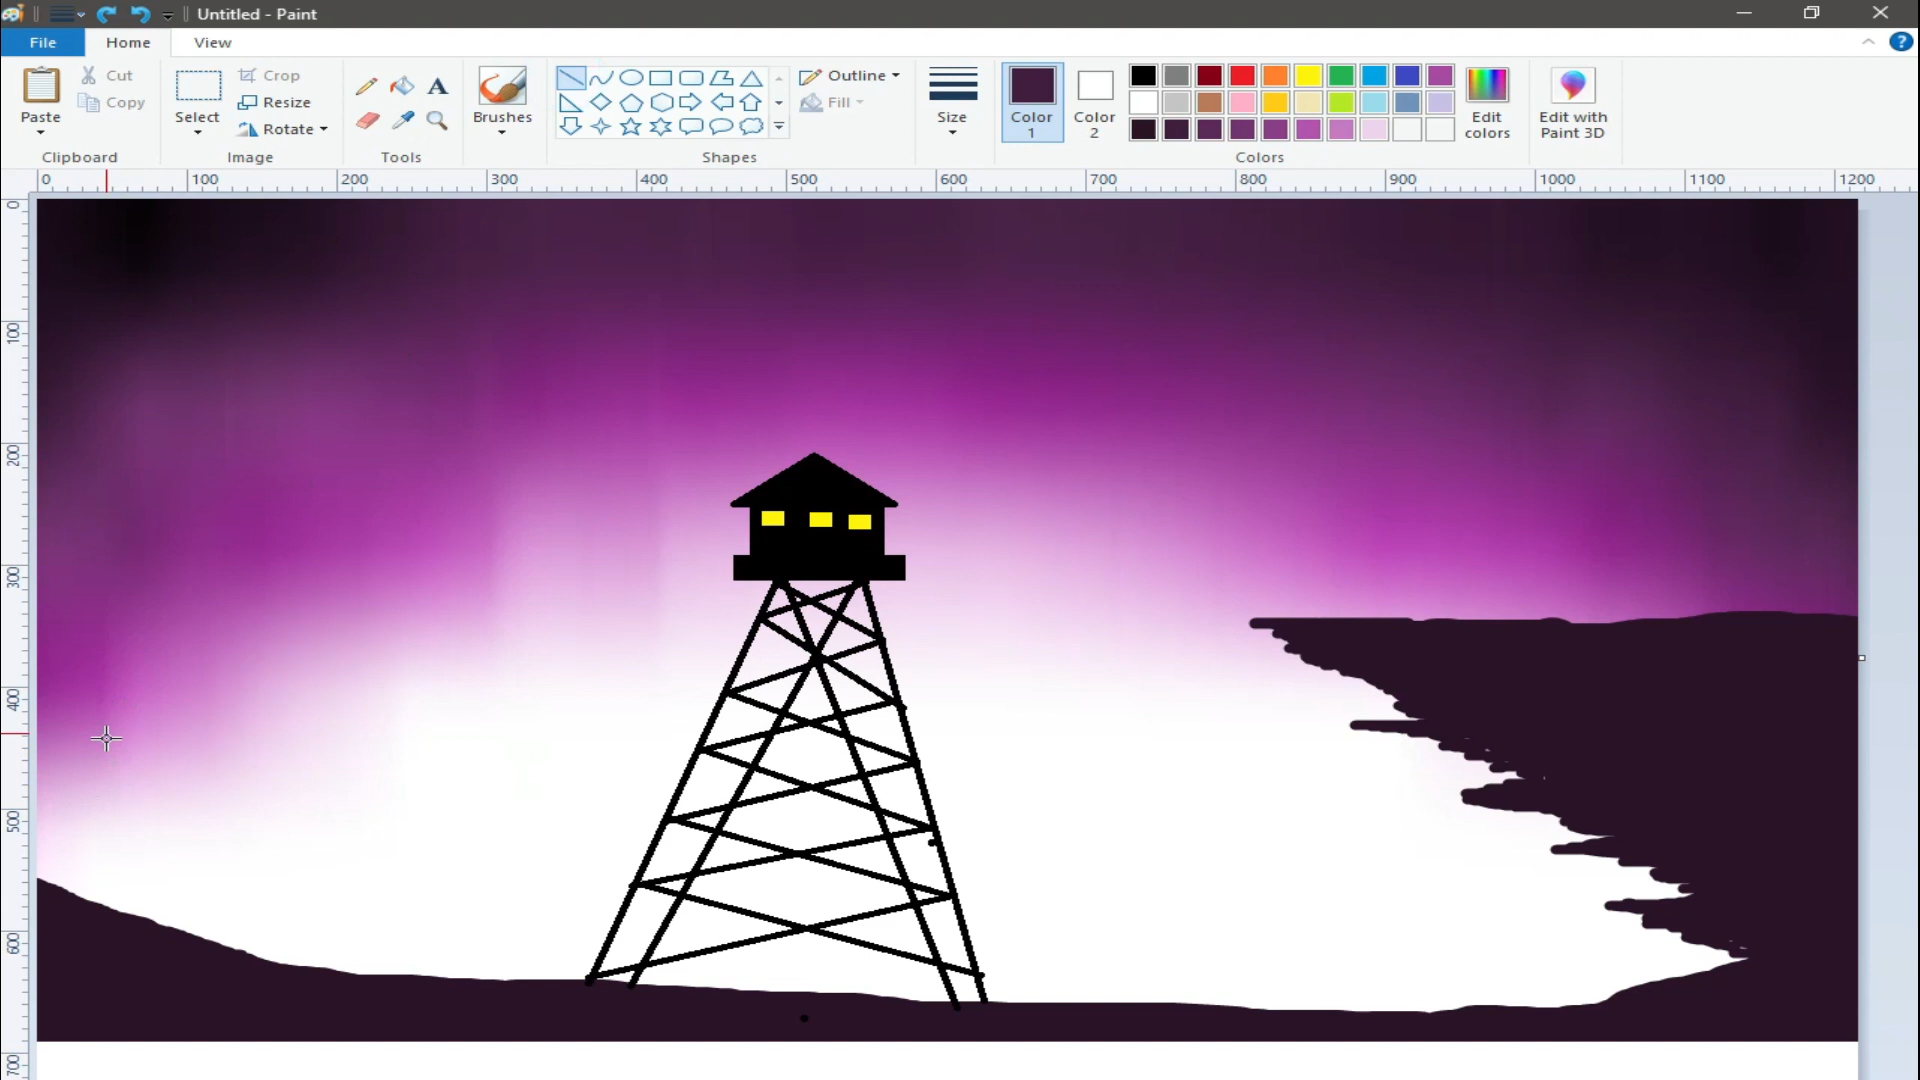 Untitled - Paint
File Home View
Paste
Cut
Copy
Clipboard
Select
Crop
Resize
Rotate
Image
A
Tools
Brushes
Outline
Fill
Shapes
Size
Color 1
Color 2
Edit colors
Colors
Edit with Paint 3D
?
0 100 200 300 400 500 600 700 800 900 1000 1100 1200
0
100
200
300
400
500
600
700